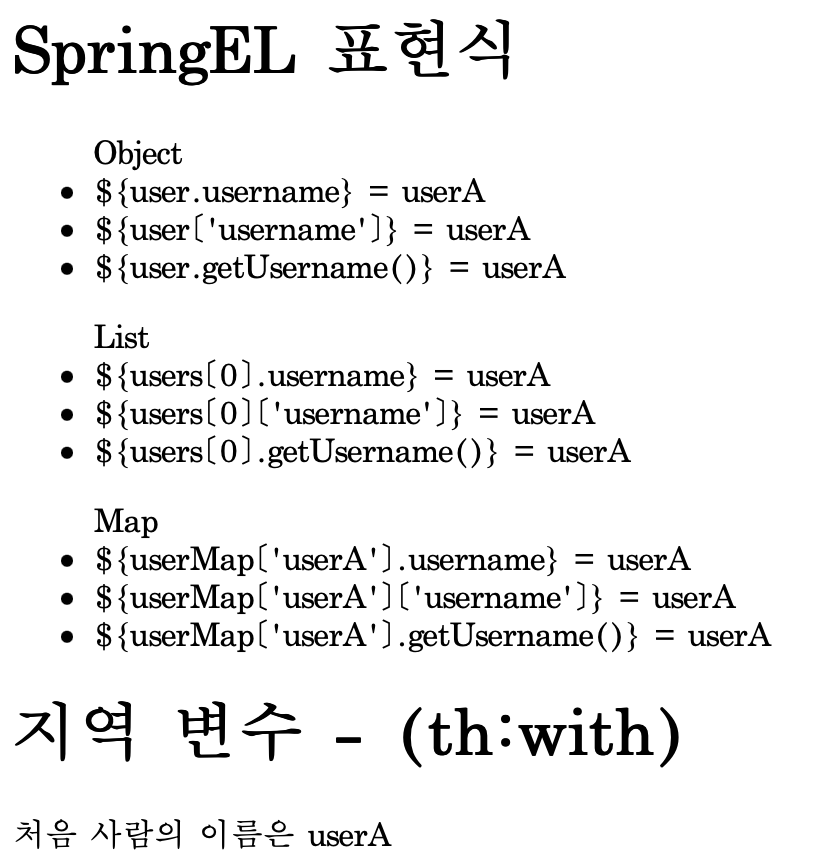 SpringEL 표현식
Object
${user.username} = userA
${user['username']} = userA
${user.getUsername()} = userA
List
${users[0].username} = userA
${users[0]['username']} = userA
${users[0].getUsername()} = userA
Map
${userMap['userA'].username} = userA
${userMap['userA']['username']} = userA
${userMap['userA'].getUsername()} = userA
지역 변수 - (th:with)
처음 사람의 이름은 userA